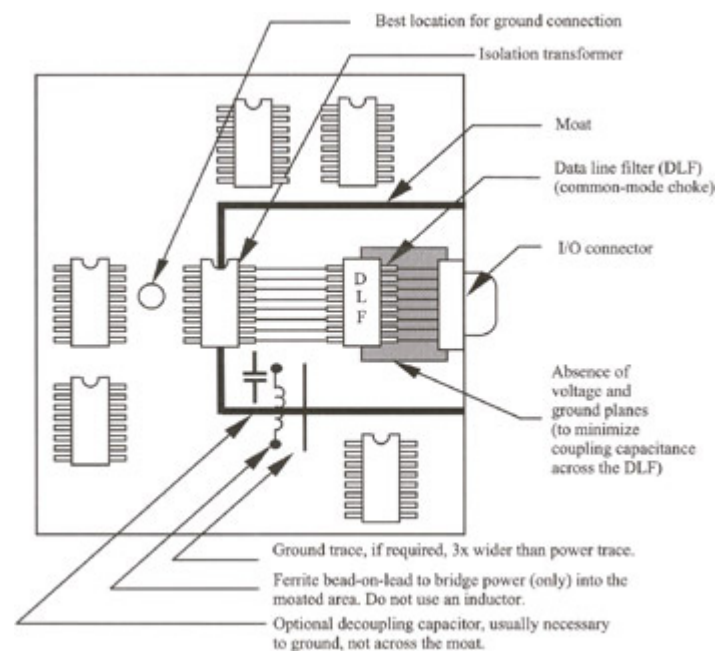 Best location for ground connection
Isolation transformer
Moat
Data line filter (DLF)
(common-mode choke)
I/O connector
D
L
F
Absence of
voltage and
ground planes
(to minimize
coupling capacitance
across the DLF)
Ground trace, if required, 3x wider than power trace.
Ferrite bead-on-lead to bridge power (only) into the
moated area. Do not use an inductor.
Optional decoupling capacitor, usually necessary
to ground, not across the moat.